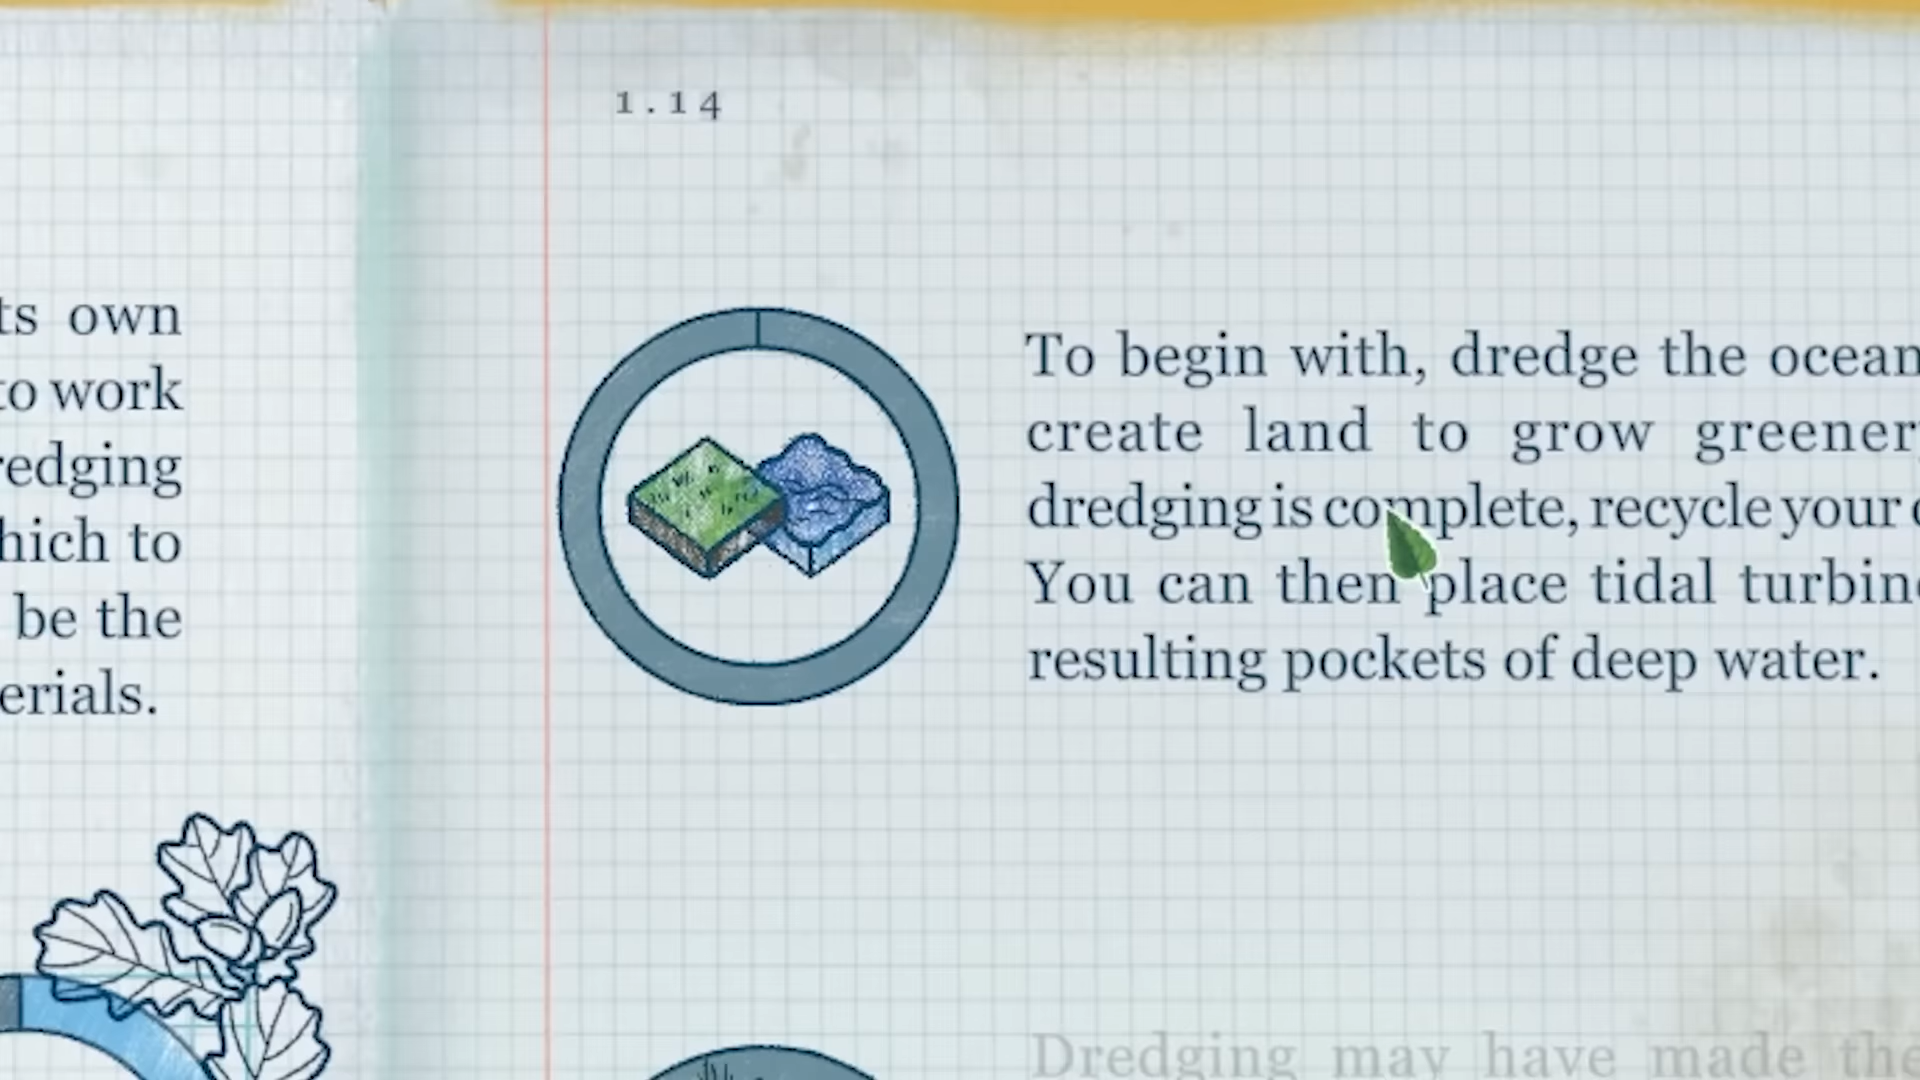 ts own
to work
redging
hich to
be the
erials.
1.14
To begin with, dredge the ocean
create land to grow greener
dredging is complete, recycle your
You can then place tidal turbin
resulting pockets of deep water.
Dredging may have made the